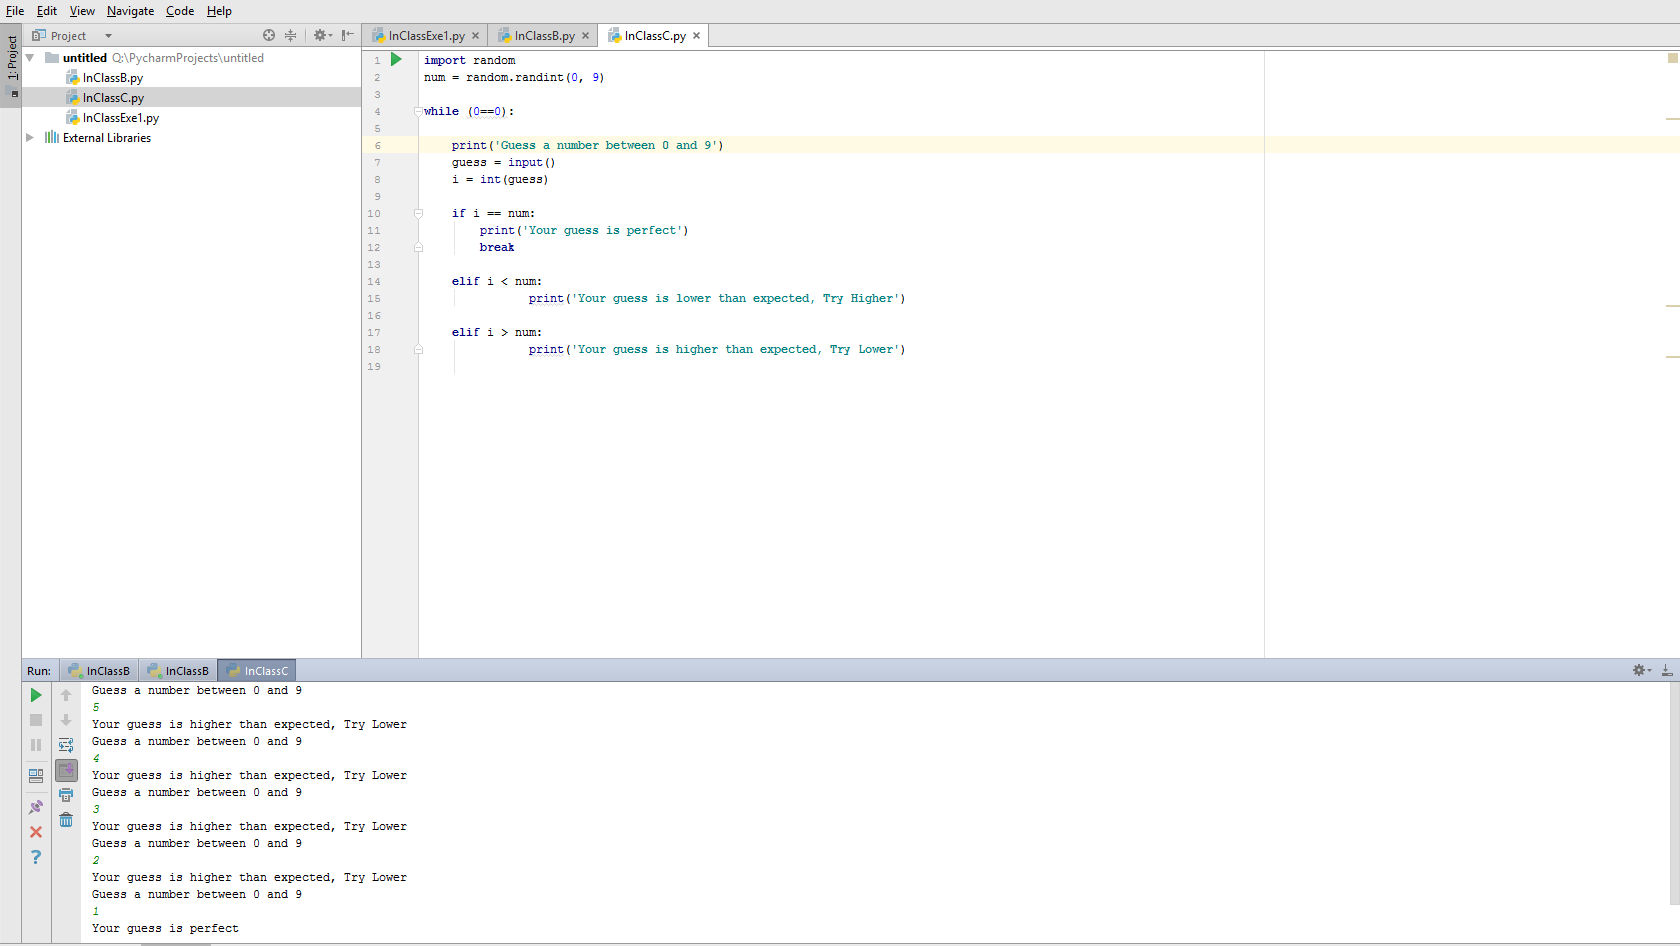 File Edit View Navigate Code Help
1: Project
Project
InClassExe1.py InClassB.py InClassC.py
untitled Q:\PycharmProjects\untitled
InClassB.py
InClassC.py
InClassExe1.py
External Libraries
1 import random
2 num = random.randint(0, 9)
3
4 while (0==0):
5
6 print('Guess a number between 0 and 9')
7 guess = input()
8 i = int(guess)
9
10 if i == num:
11 print('Your guess is perfect')
12 break
13
14 elif i < num:
15 print('Your guess is lower than expected, Try Higher')
16
17 elif i > num:
18 print('Your guess is higher than expected, Try Lower')
19
Run: InClassB InClassB InClassC
Guess a number between 0 and 9
5
Your guess is higher than expected, Try Lower
Guess a number between 0 and 9
4
Your guess is higher than expected, Try Lower
Guess a number between 0 and 9
3
Your guess is higher than expected, Try Lower
Guess a number between 0 and 9
2
Your guess is higher than expected, Try Lower
Guess a number between 0 and 9
1
Your guess is perfect